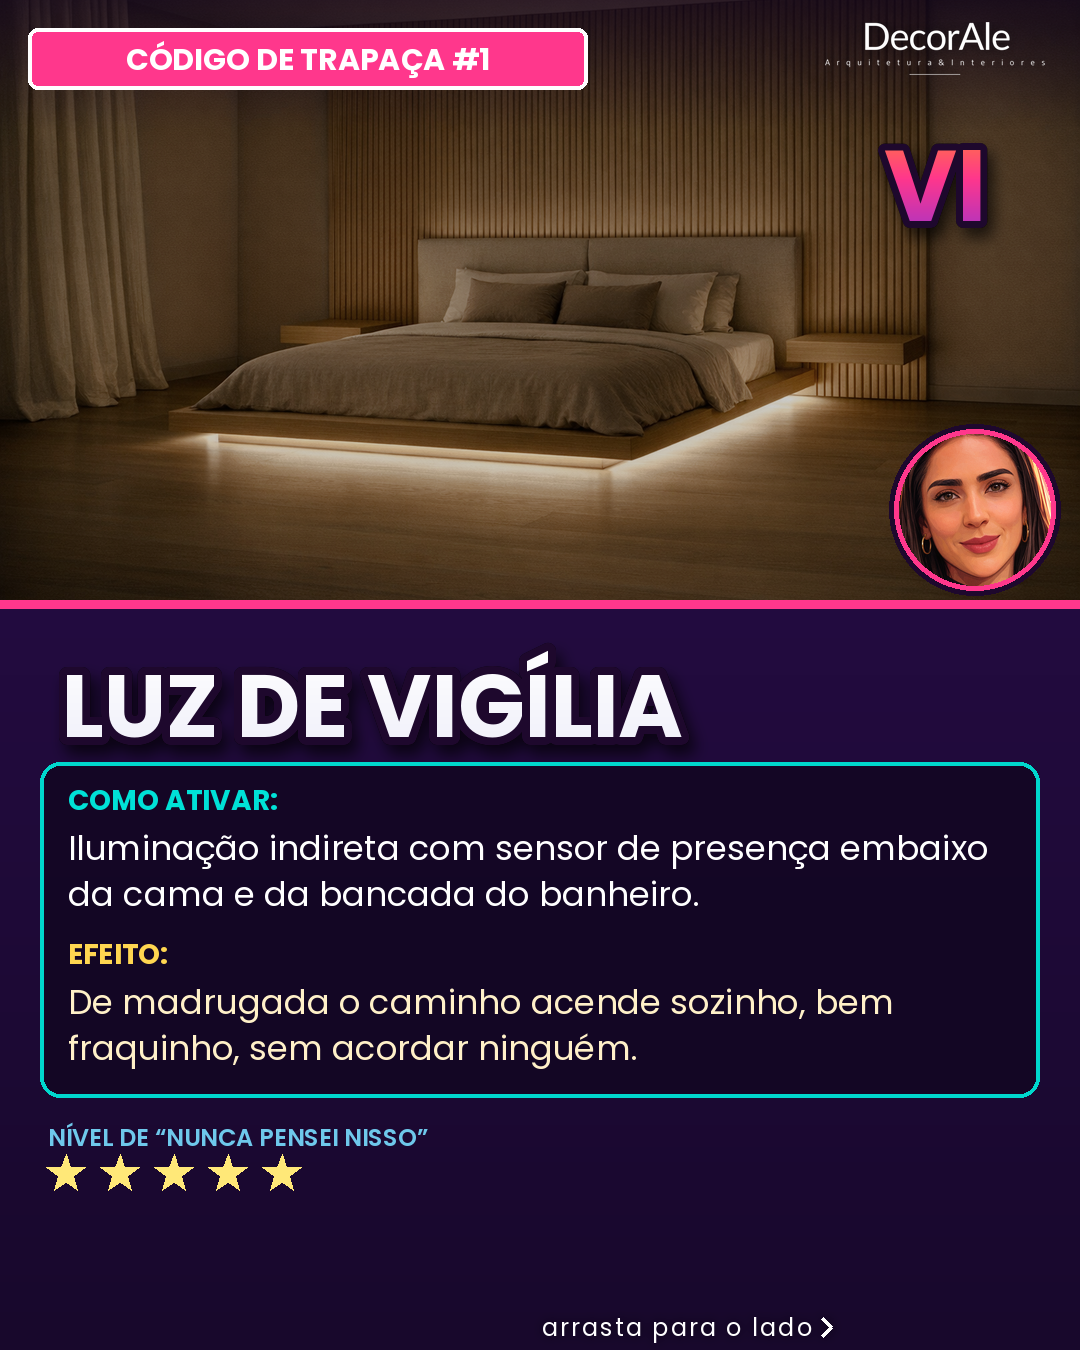 CÓDIGO DE TRAPAÇA #1
DecorAle
Arquitetura&Interiores
VI
LUZ DE VIGÍLIA
COMO ATIVAR:
Iluminação indireta com sensor de presença embaixo
da cama e da bancada do banheiro.
EFEITO:
De madrugada o caminho acende sozinho, bem
fraquinho, sem acordar ninguém.
NÍVEL DE “NUNCA PENSEI NISSO”
arrasta para o lado